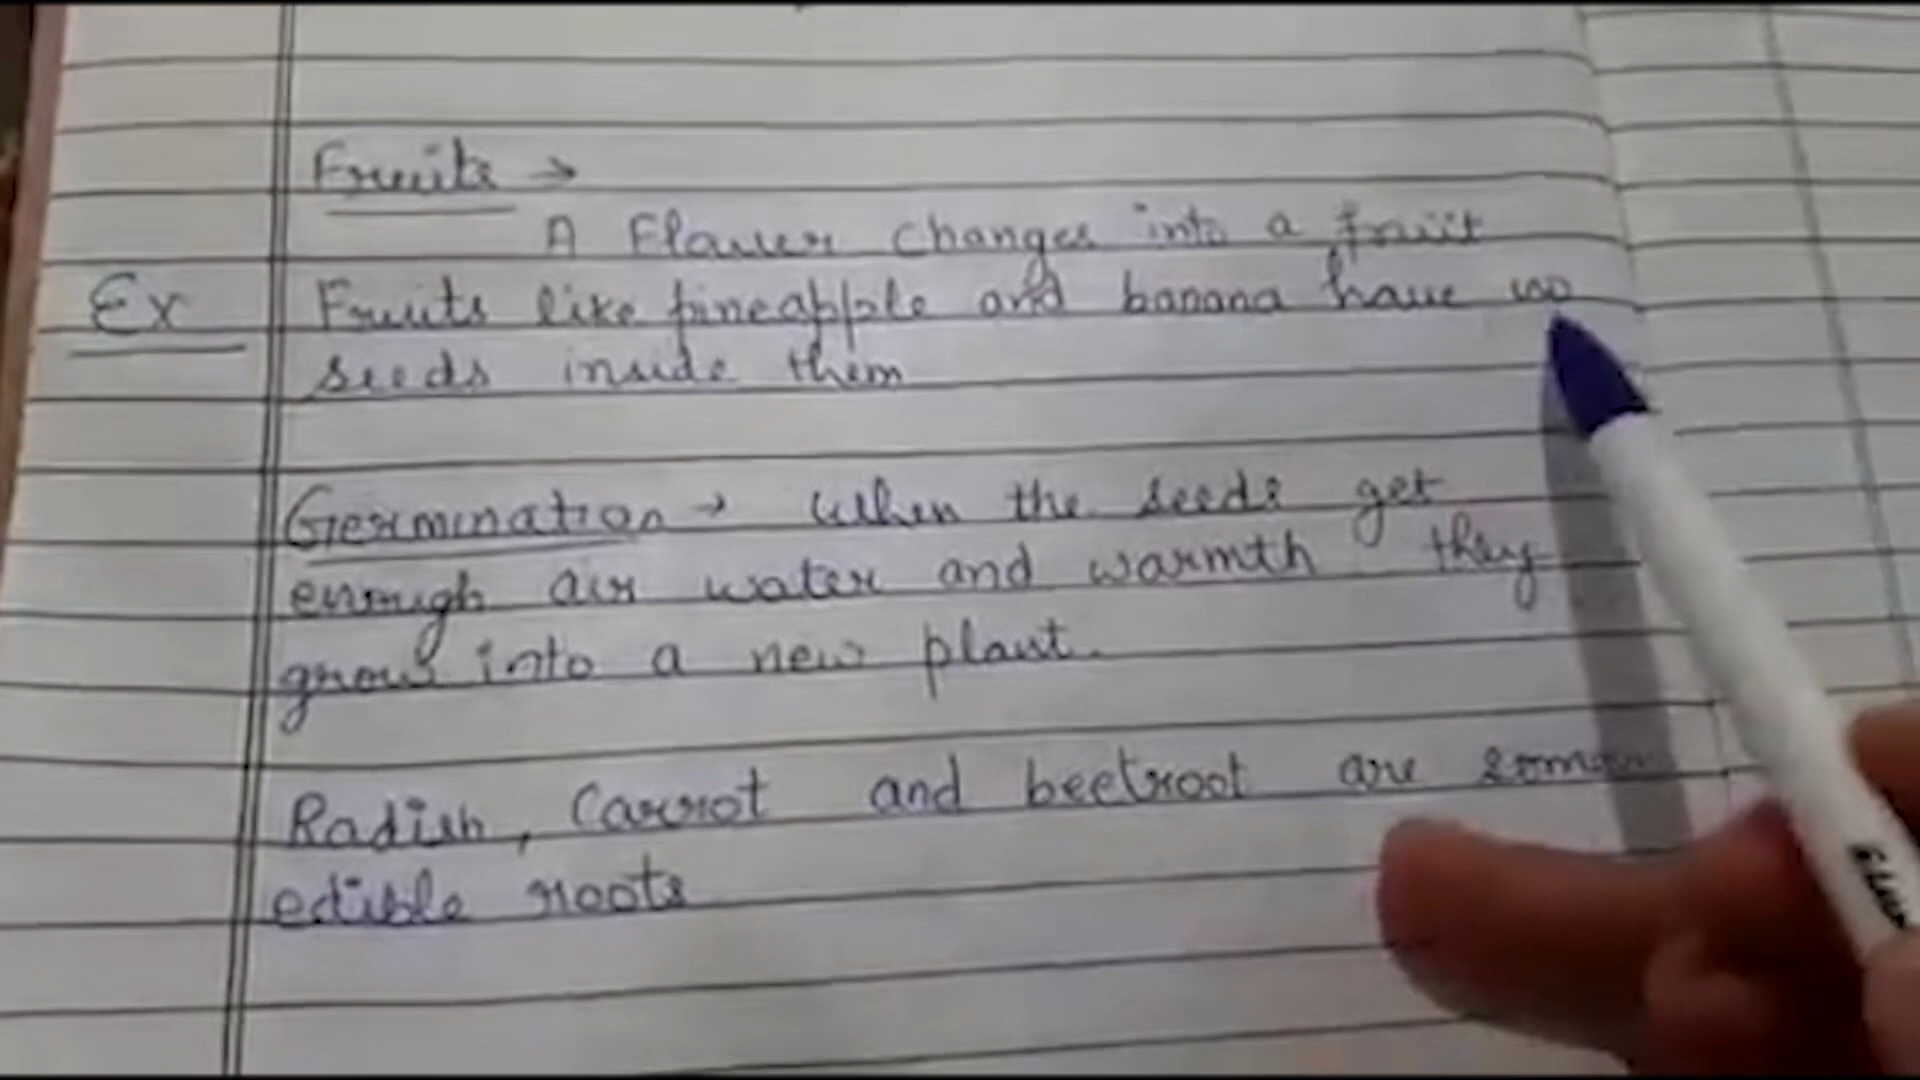 Fruits →
A Flower changes into a fruit
Ex
Fruits like pineapple and banana have no
seeds inside them
Germination → When the seeds get
enough air water and warmth they
grow into a new plant.
Radish, Carrot and beetroot are some
edible roots